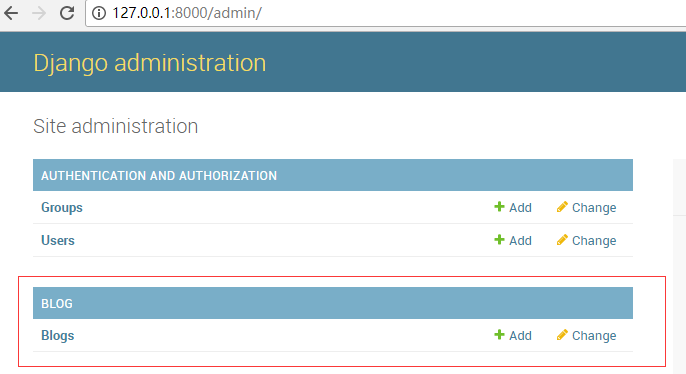 127.0.0.1:8000/admin/
Django administration
Site administration
AUTHENTICATION AND AUTHORIZATION
Groups Add Change
Users Add Change
BLOG
Blogs Add Change